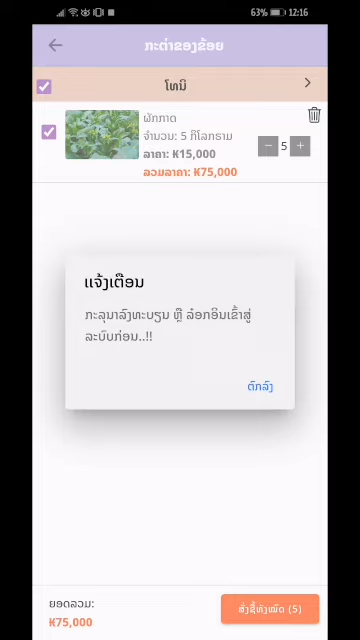 63% 12:16
ກະຕ່າຂອງຂ້ອຍ
ໂທນິ
ຜັກກາດ
ຈຳນວນ: 5 ກິໂລກຣາມ
ລາຄາ: ₭15,000
5
ລວມລາຄາ: ₭75,000
ແຈ້ງເຕືອນ
ກະລຸນາລົງທະບຽນ ຫຼື ລ໋ອກອິນເຂົ້າສູ່
ລະບົບກ່ອນ..!!
ຕົກລົງ
ຍອດລວມ:
₭75,000
ສັ່ງຊື້ທັງໝົດ (5)